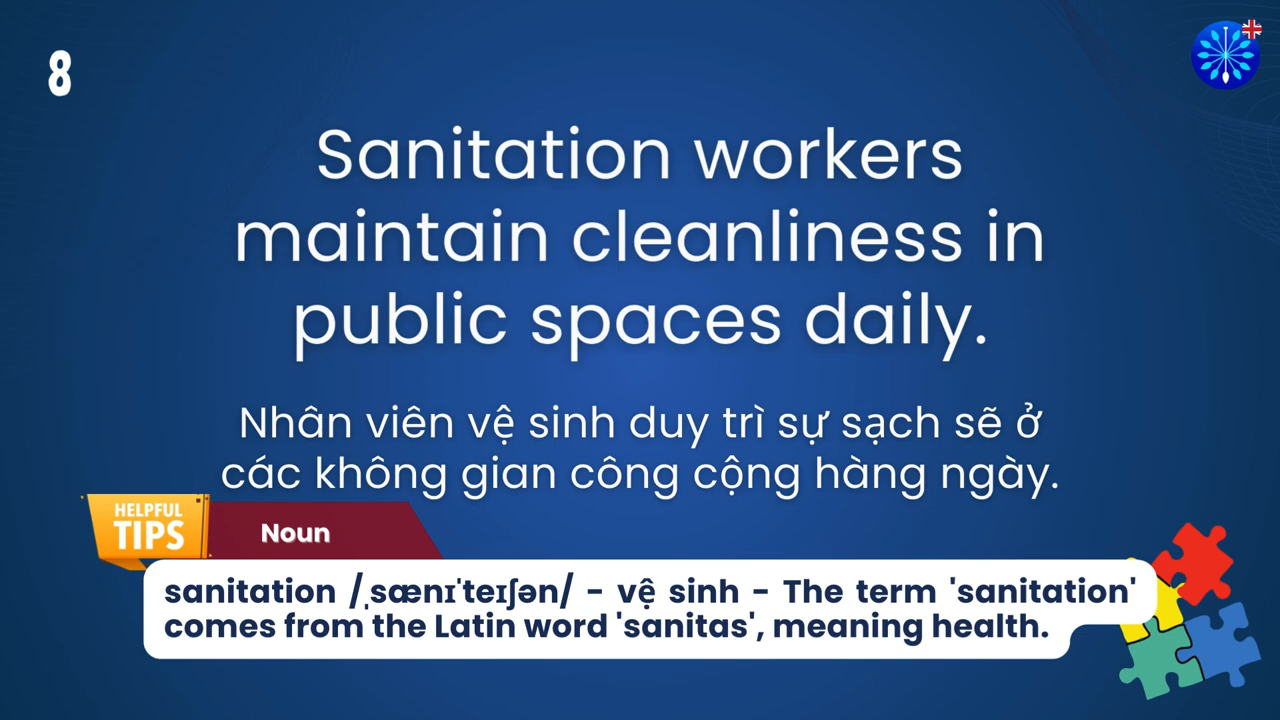 8
Sanitation workers
maintain cleanliness in
public spaces daily.
Nhân viên vệ sinh duy trì sự sạch sẽ ở
các không gian công cộng hàng ngày.
HELPFUL
TIPS
Noun
sanitation /ˌsænɪˈteɪʃən/ - vệ sinh - The term 'sanitation'
comes from the Latin word 'sanitas', meaning health.